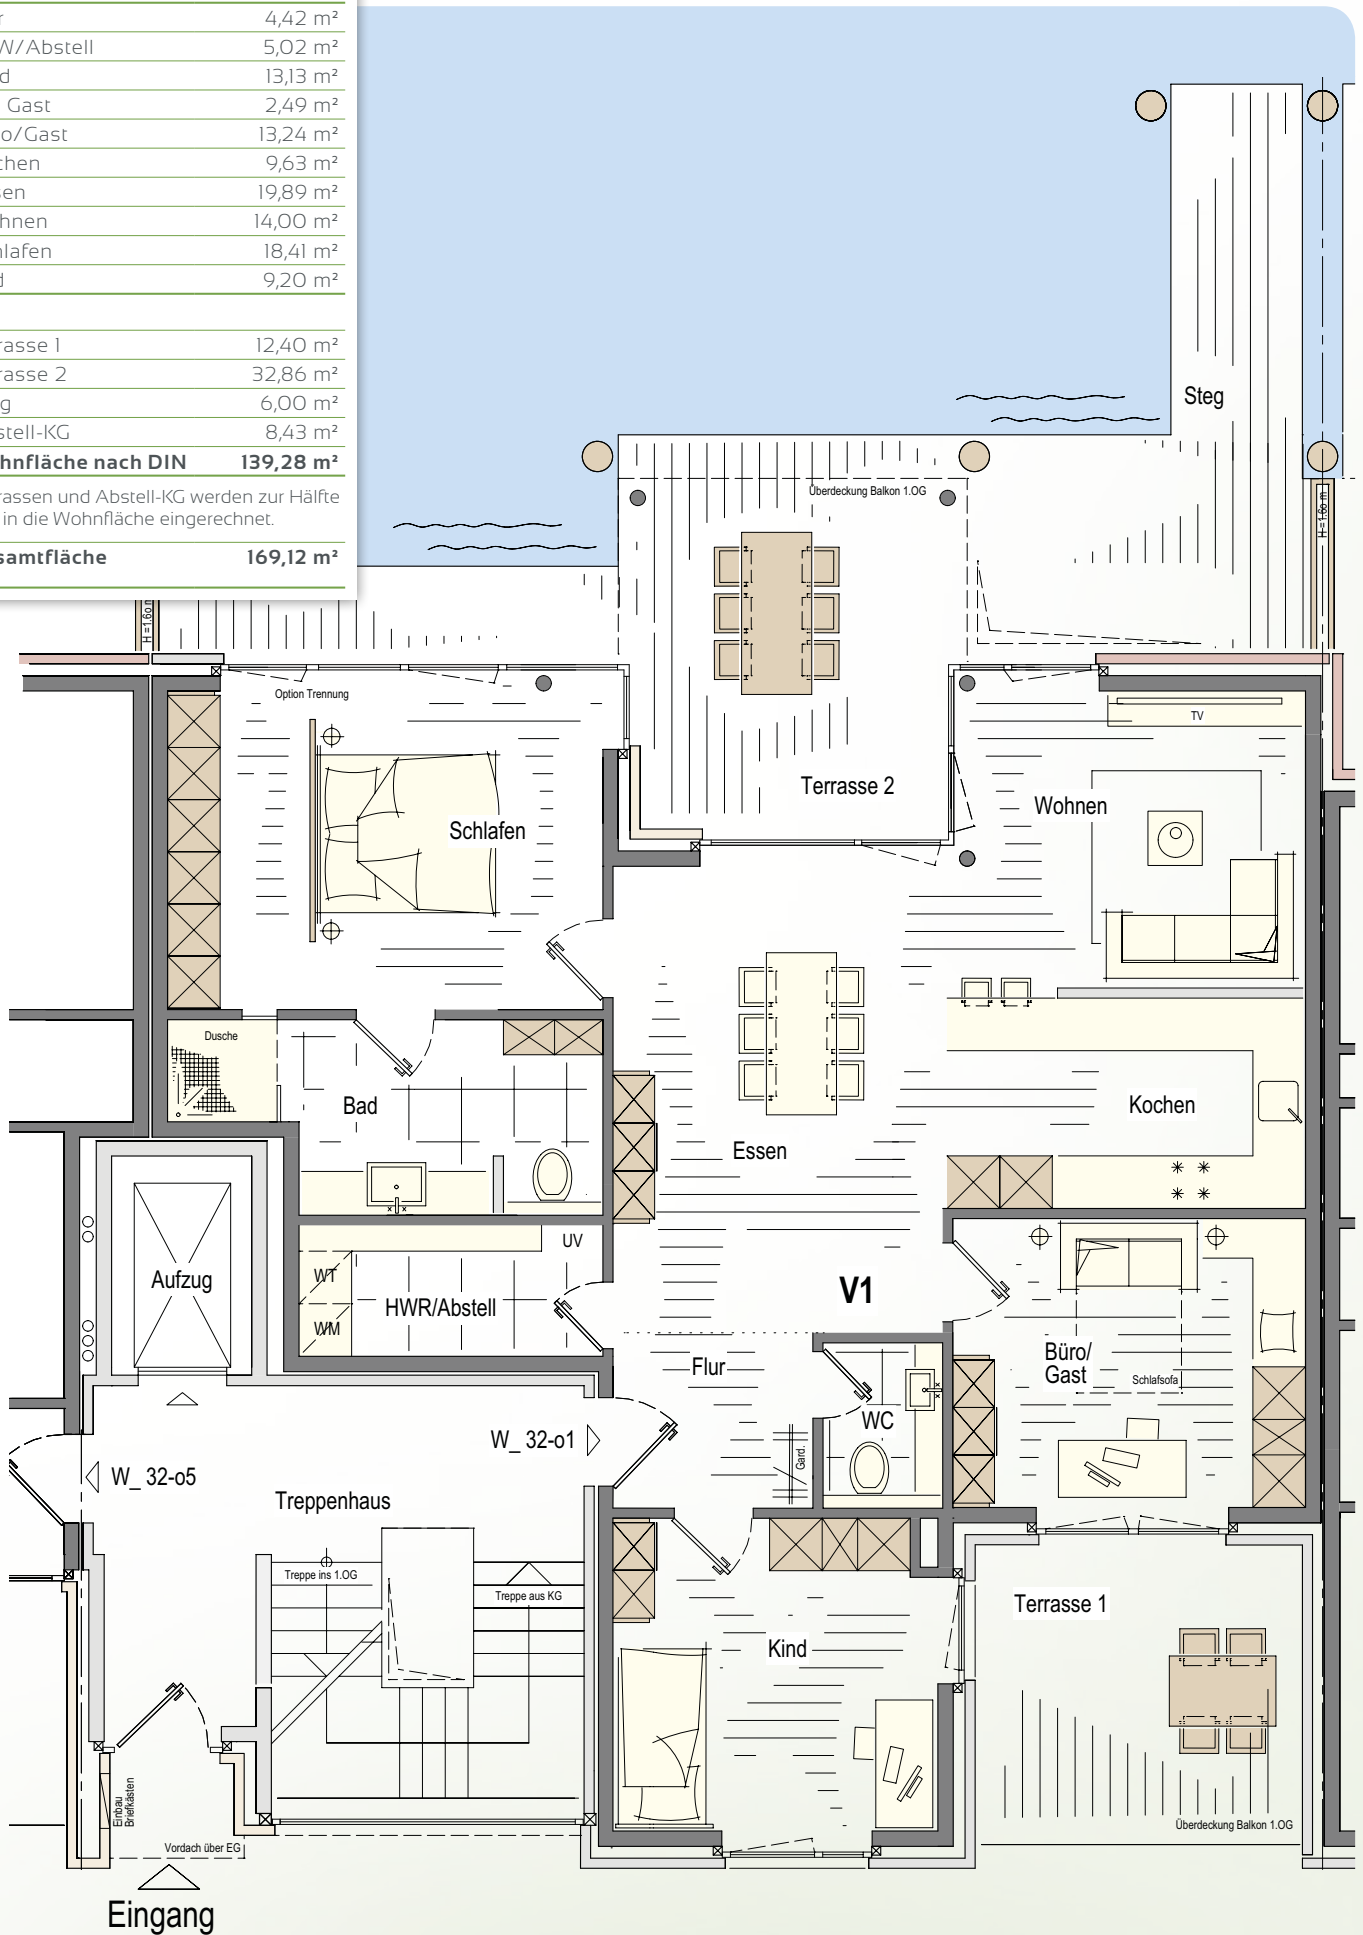 r 4,42 m²
W/Abstell 5,02 m²
d 13,13 m²
Gast 2,49 m²
o/Gast 13,24 m²
chen 9,63 m²
sen 19,89 m²
hnen 14,00 m²
lafen 18,41 m²
d 9,20 m²
rasse 1 12,40 m²
rasse 2 32,86 m²
g 6,00 m²
stell-KG 8,43 m²
hnfläche nach DIN 139,28 m²
rassen und Abstell-KG werden zur Hälfte
in die Wohnfläche eingerechnet.
samtfläche 169,12 m²
Steg
Überdeckung Balkon 1.OG
H =1.6o m
H =1.6o m
Option Trennung
TV
Terrasse 2
Wohnen
Schlafen
Dusche
Bad
Kochen
Essen
UV
WT
Aufzug
HWR/Abstell
V1
WM
Flur
Büro/
Gast
Schlafsofa
WC
W_ 32-o1
Gard.
W_ 32-o5
Treppenhaus
Treppe ins 1.OG
Treppe aus KG
Terrasse 1
Kind
Einbau
Briefkästen
Überdeckung Balkon 1.OG
Vordach über EG
Eingang